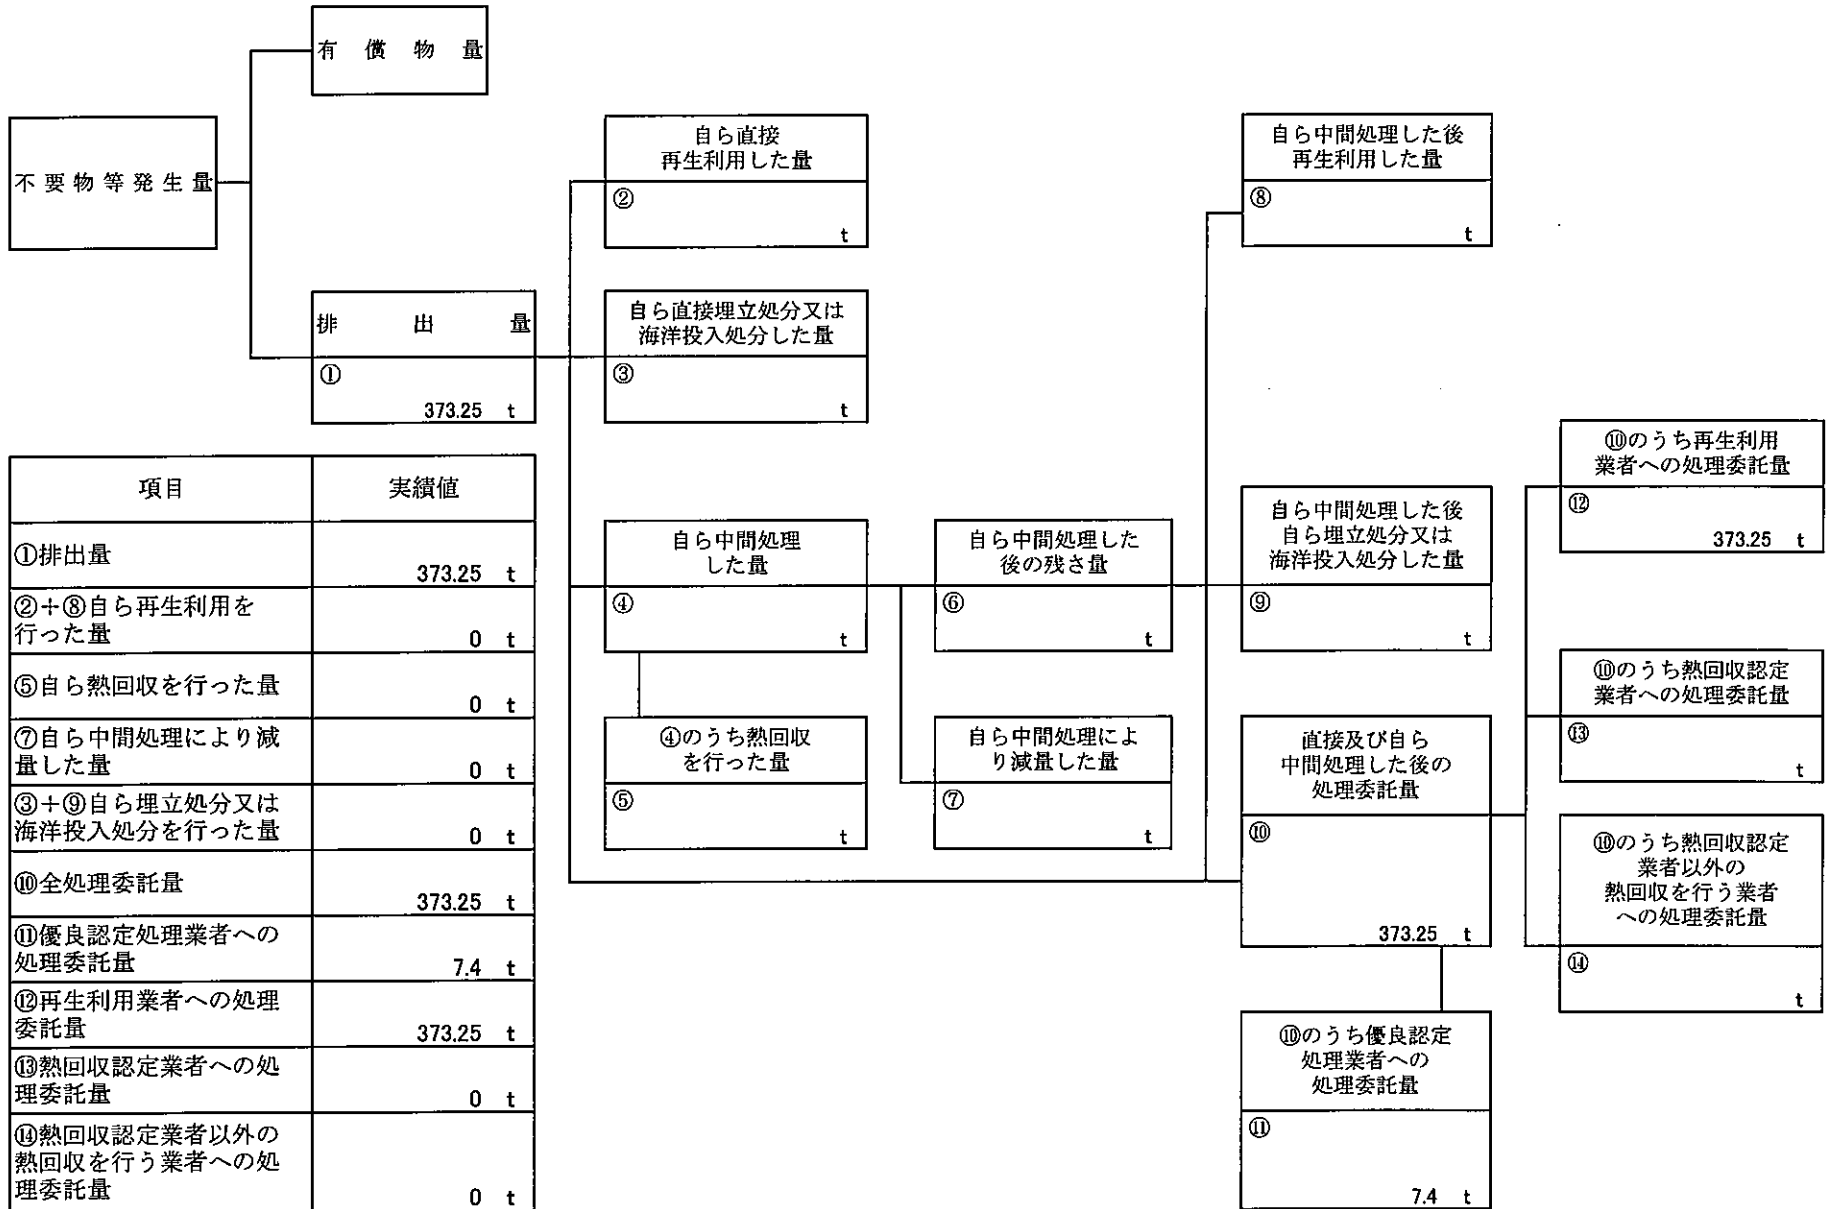 有償物量
不要物等発生量
排出量
①
373.25 t
自ら直接
再生利用した量
②
t
自ら直接埋立処分又は
海洋投入処分した量
③
t
自ら中間処理
した量
④
t
④のうち熱回収
を行った量
⑤
t
自ら中間処理した
後の残さ量
⑥
t
自ら中間処理によ
り減量した量
⑦
t
自ら中間処理した後
再生利用した量
⑧
t
自ら中間処理した後
自ら埋立処分又は
海洋投入処分した量
⑨
t
直接及び自ら
中間処理した後の
処理委託量
⑩
373.25 t
⑩のうち優良認定
処理業者への
処理委託量
⑪
7.4 t
⑩のうち再生利用
業者への処理委託量
⑫
373.25 t
⑩のうち熱回収認定
業者への処理委託量
⑬
t
⑩のうち熱回収認定
業者以外の
熱回収を行う業者
への処理委託量
⑭
t
項目 実績値
①排出量
373.25 t
②+⑧自ら再生利用を
行った量
0 t
⑤自ら熱回収を行った量
0 t
⑦自ら中間処理により減
量した量
0 t
③+⑨自ら埋立処分又は
海洋投入処分を行った量
0 t
⑩全処理委託量
373.25 t
⑪優良認定処理業者への
処理委託量
7.4 t
⑫再生利用業者への処理
委託量
373.25 t
⑬熱回収認定業者への処
理委託量
0 t
⑭熱回収認定業者以外の
熱回収を行う業者への処
理委託量
0 t